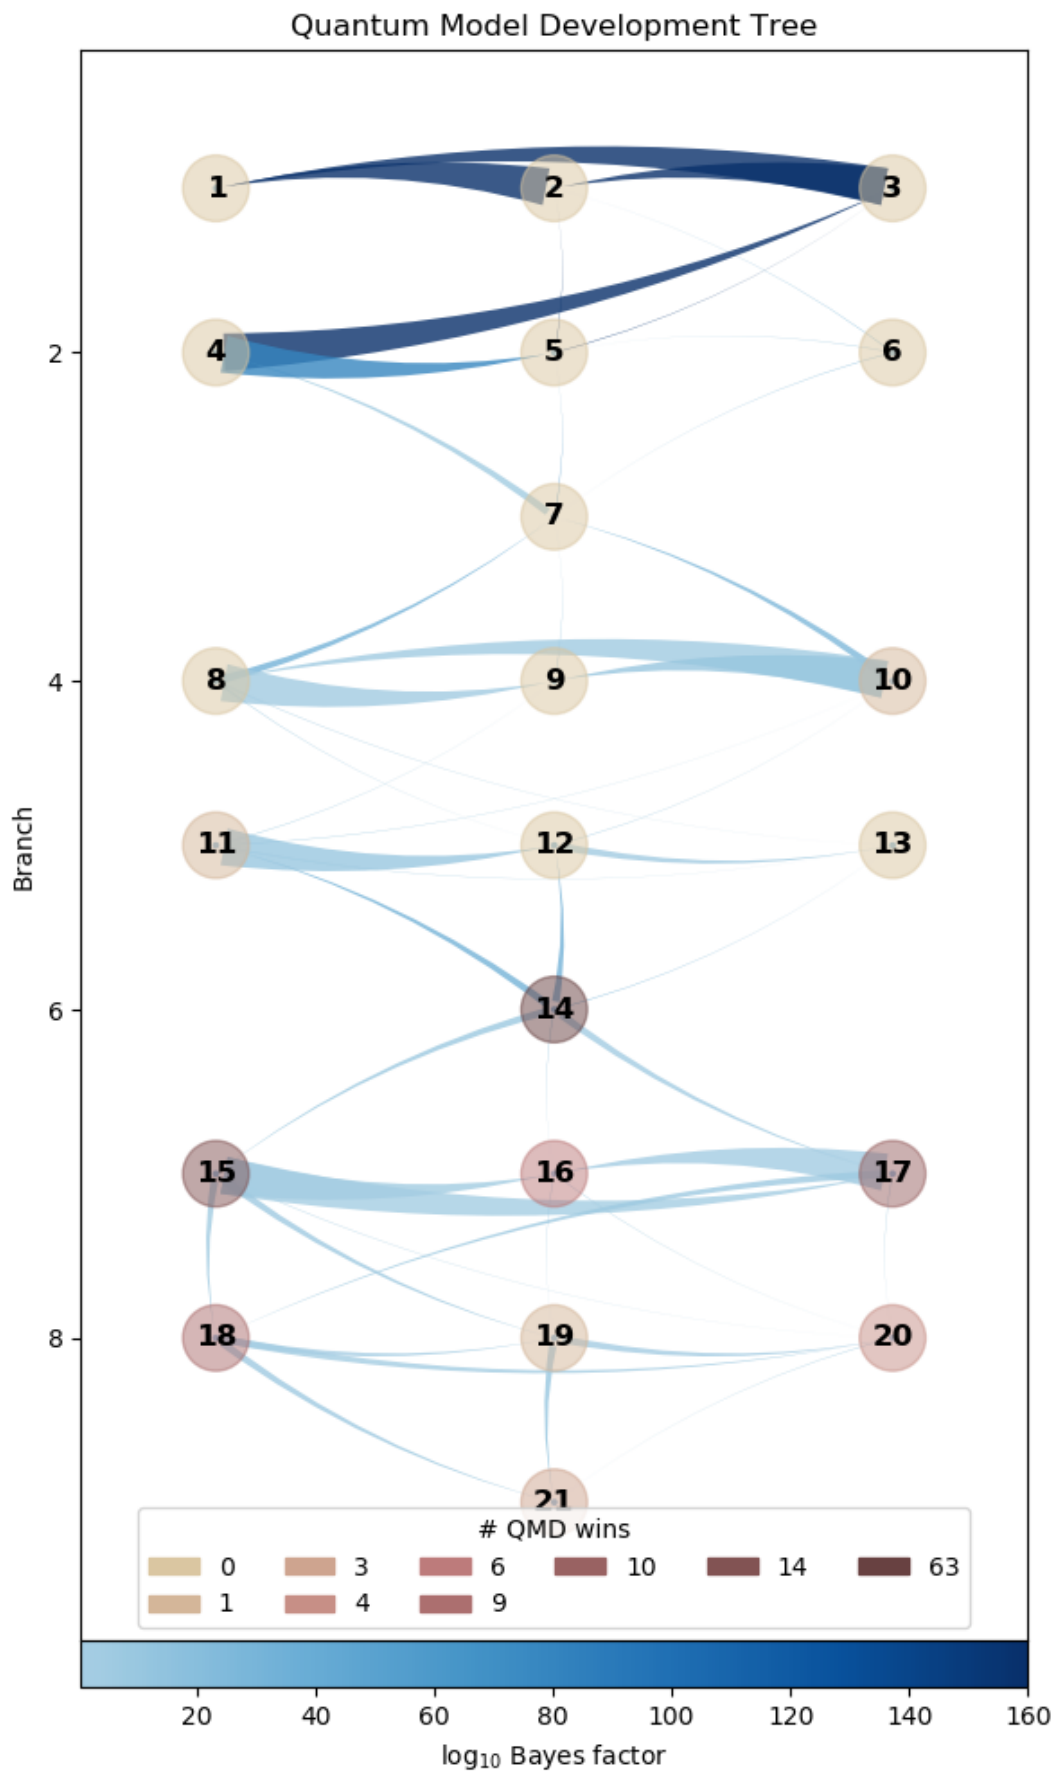 Quantum Model Development Tree
1 2 3
2 4 5 6
7
4 8 9 10
Branch
11 12 13
6 14
15 16 17
8 18 19 20
21
# QMD wins
0 3 6 10 14 63
1 4 9
20 40 60 80 100 120 140 160
log₁₀ Bayes factor